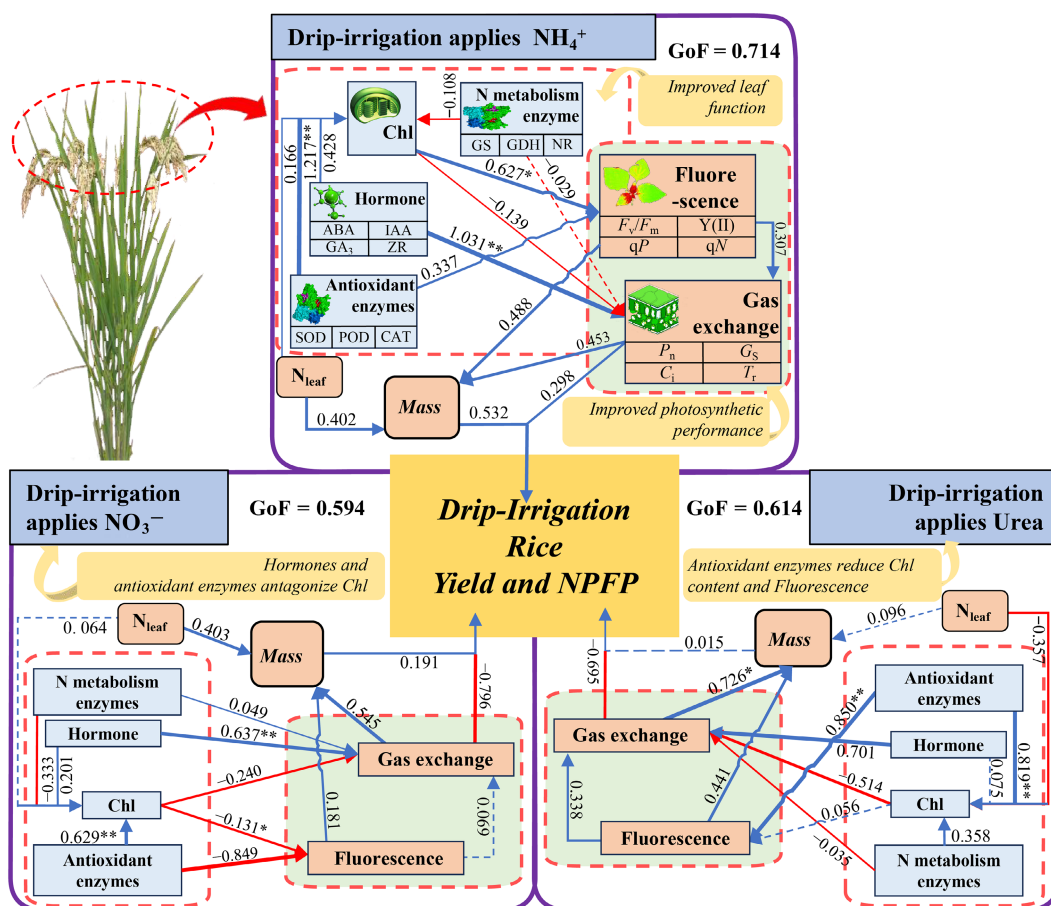 Drip-irrigation applies NH₄⁺
GoF = 0.714
Improved leaf
function
Chl
−0.108
N metabolism
enzyme
GS GDH NR
0.166
1.217**
0.428
0.627*
−0.029
−0.139
Hormone
ABA IAA
GA₃ ZR
1.031**
0.337
Fluore
-scence
Fᵥ/Fₘ Y(II)
qP qN
0.307
Antioxidant
enzymes
SOD POD CAT
0.488
Gas
exchange
Pₙ G_S
C_i T_r
0.453
0.298
N_leaf
0.402
Mass
0.532
Improved photosynthetic
performance
Drip-irrigation
applies NO₃⁻
GoF = 0.594
Hormones and
antioxidant enzymes antagonize Chl
Drip-Irrigation
Rice
Yield and NPFP
GoF = 0.614
Drip-irrigation
applies Urea
Antioxidant enzymes reduce Chl
content and Fluorescence
0. 064
N_leaf
0.403
Mass
0.191
−0.796
N metabolism
enzymes
0.049
0.545
Hormone
0.637**
Gas exchange
−0.333
0.201
−0.240
Chl
−0.131*
0.181
0.069
0.629**
−0.849
Antioxidant
enzymes
Fluorescence
0.096
N_leaf
−0.357
0.015
Mass
−0.695
0.726*
Antioxidant
enzymes
0.850**
Gas exchange
Hormone
0.701
0.819**
0.075
−0.514
0.441
0.338
0.056
Chl
0.358
Fluorescence
−0.035
N metabolism
enzymes